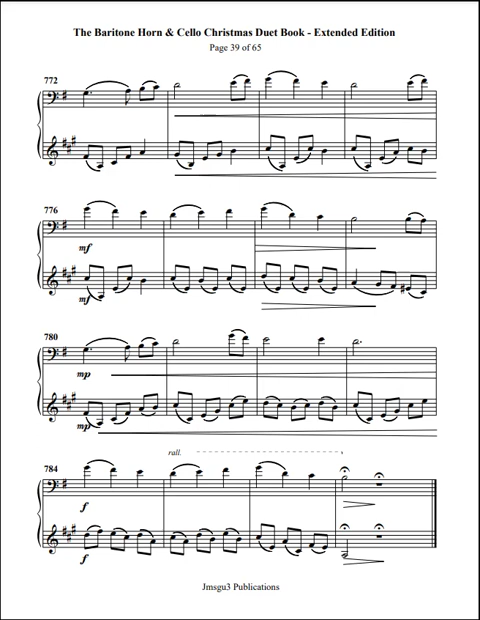 The Baritone Horn & Cello Christmas Duet Book - Extended Edition
Page 39 of 65
772
776
mf
mf
780
mp
mp
rall.
784
f
f
Jmsgu3 Publications